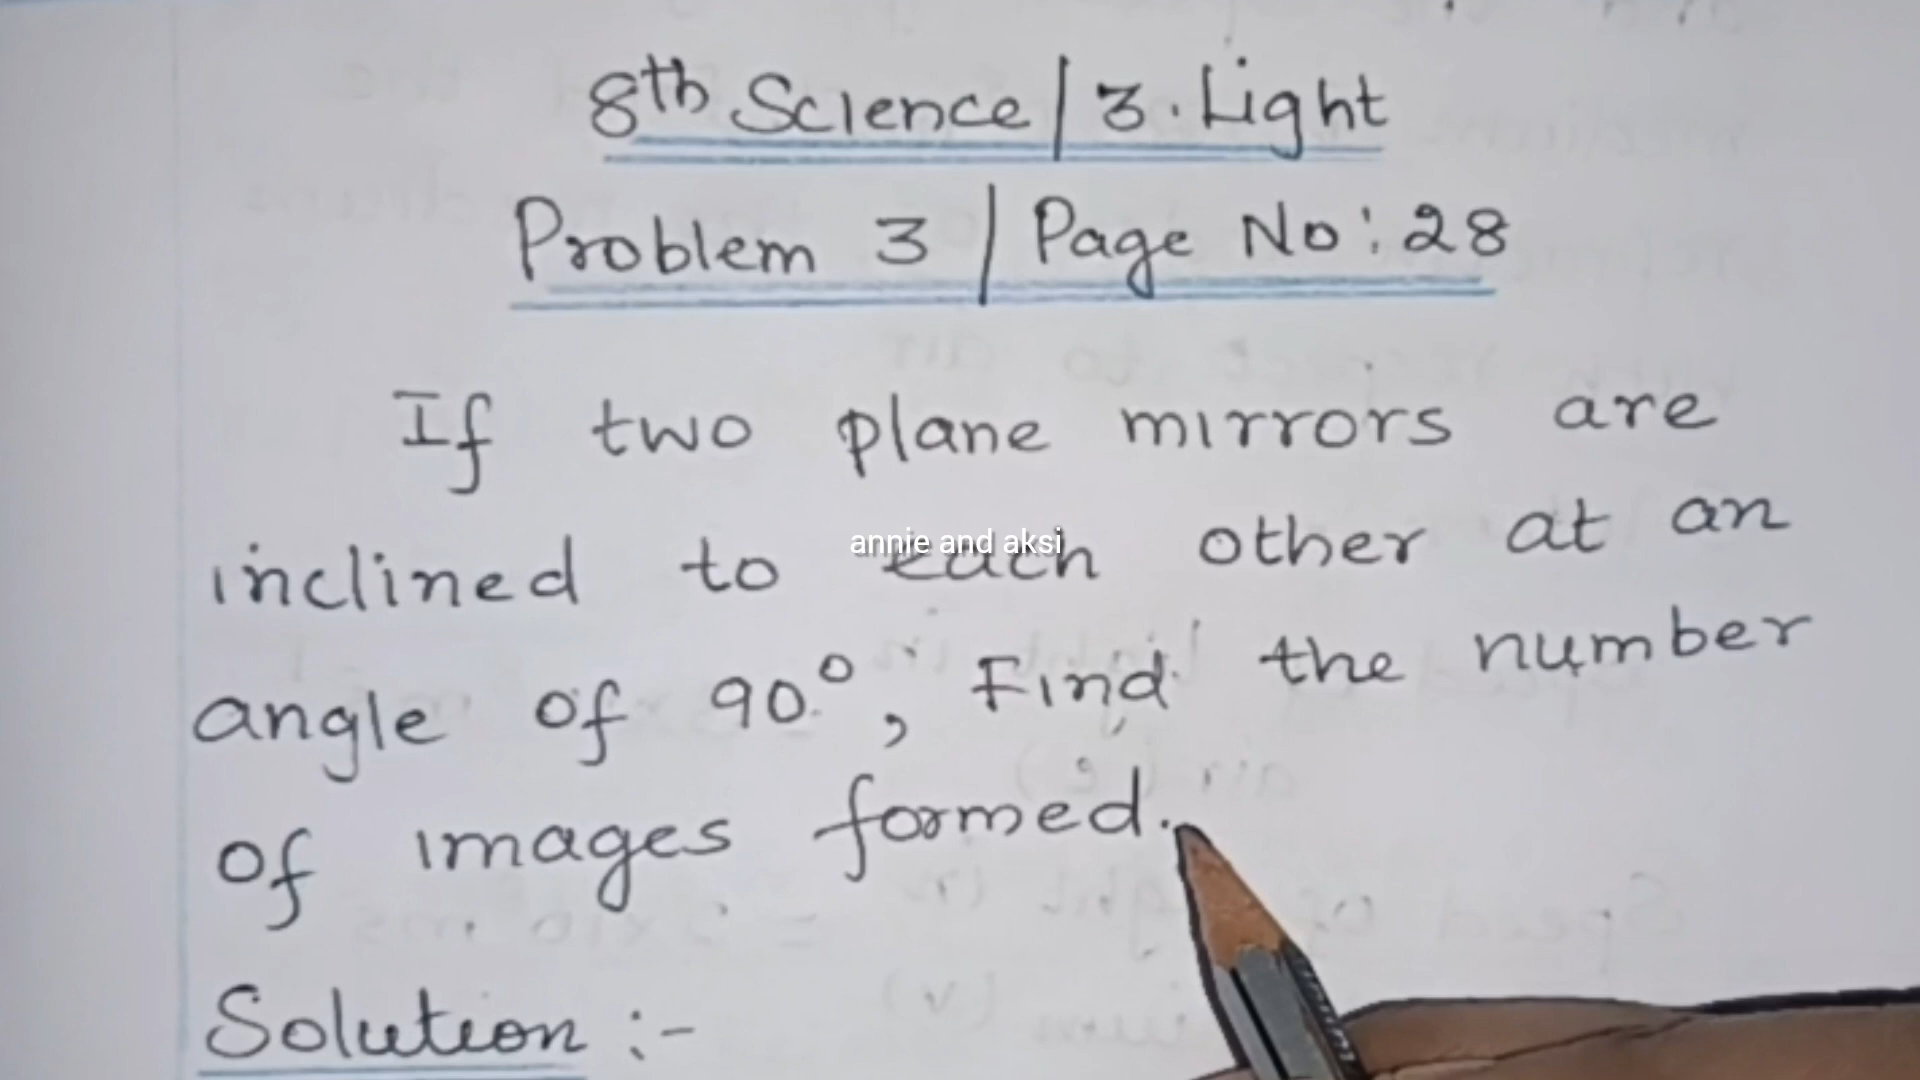 8th Science / 3. Light
Problem 3 / Page No: 28
If two plane mirrors are
inclined to each other at an
annie and aksi
angle of 90°, Find the number
of images formed.
Solution :-